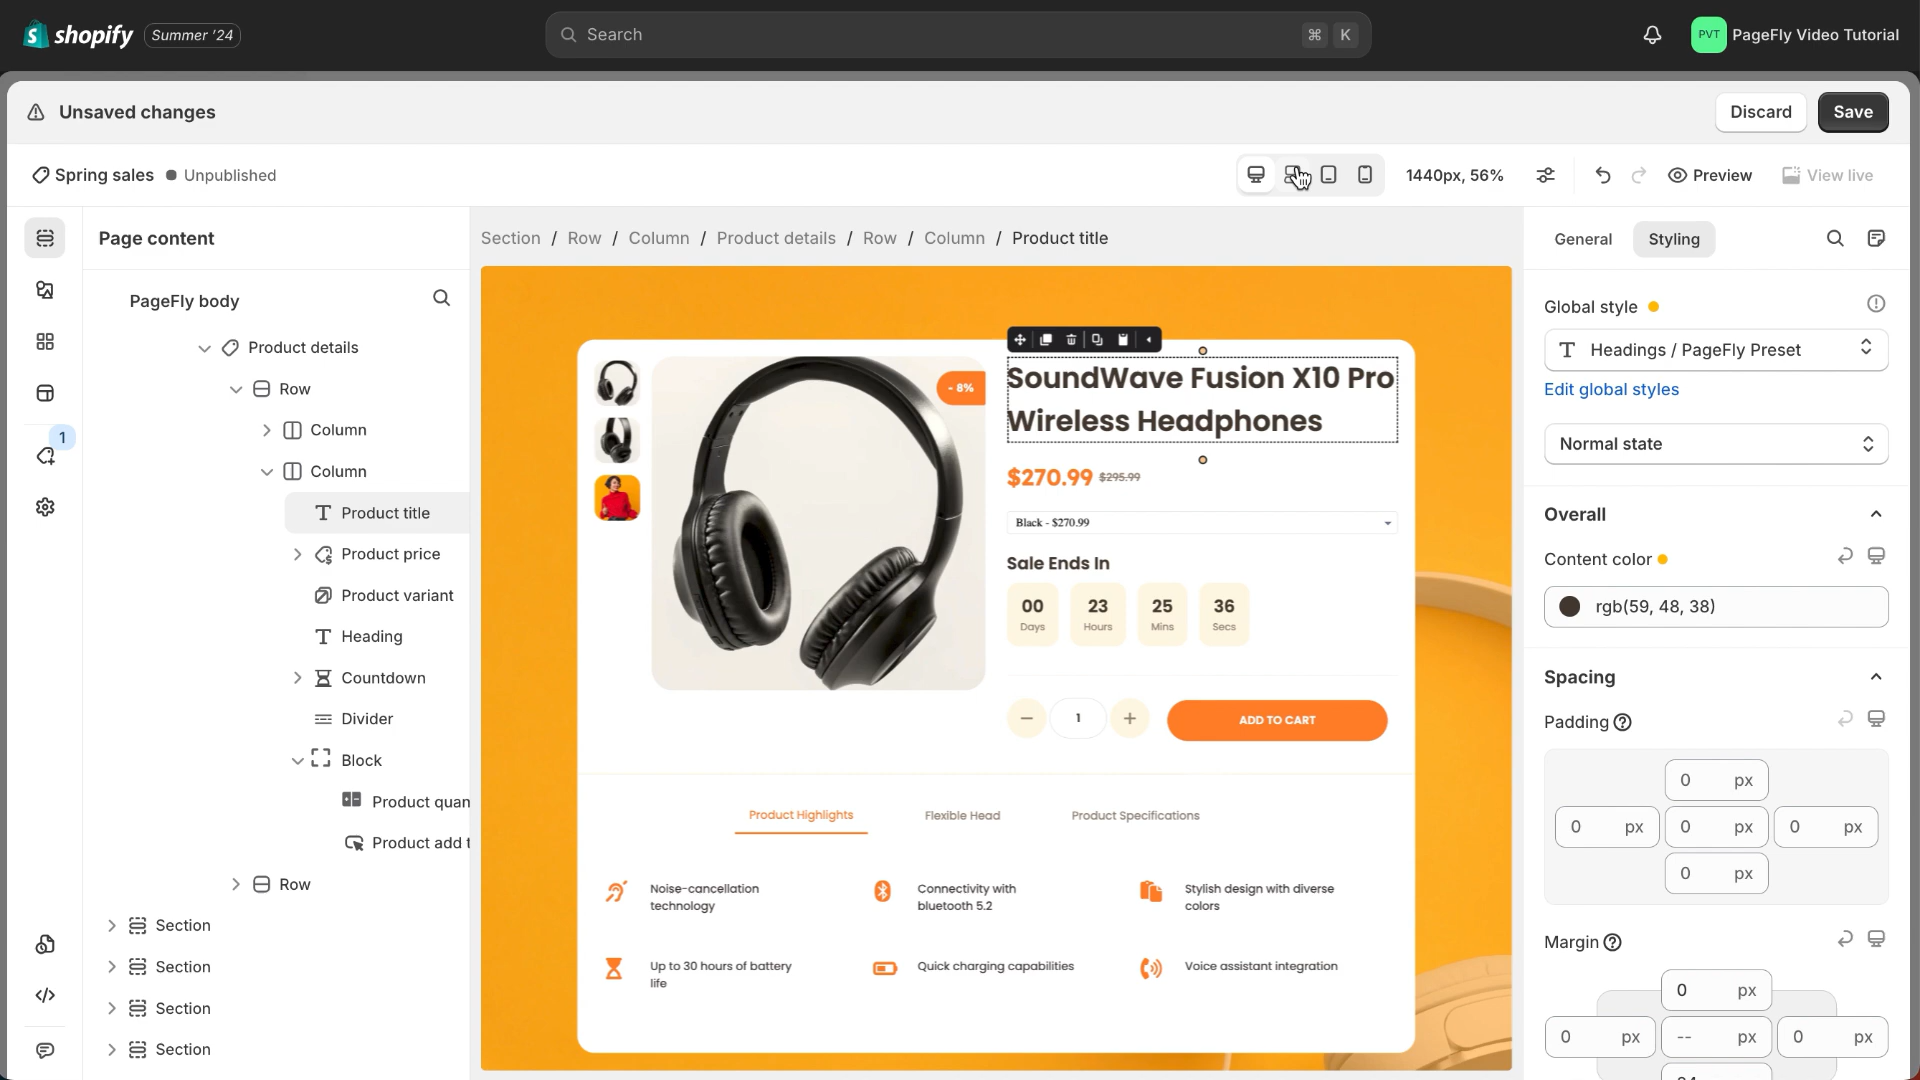 shopify
Summer '24
Search
⌘ K
PVT
PageFly Video Tutorial
Unsaved changes
Discard
Save
Spring sales
Unpublished
1440px, 56%
Preview
View live
Page content
PageFly body
Product details
Row
Column
Column
Product title
Product price
Product variant
Heading
Countdown
Divider
Block
Product quan
Product add t
Row
Section
Section
Section
Section
1
Section / Row / Column / Product details / Row / Column / Product title
- 8%
SoundWave Fusion X10 Pro
Wireless Headphones
$270.99 $295.99
Black - $270.99
Sale Ends In
00 23 25 36
Days Hours Mins Secs
1
ADD TO CART
Product Highlights
Flexible Head
Product Specifications
Noise-cancellation
technology
Connectivity with
bluetooth 5.2
Stylish design with diverse
colors
Up to 30 hours of battery
life
Quick charging capabilities
Voice assistant integration
General
Styling
Global style
Headings / PageFly Preset
Edit global styles
Normal state
Overall
Content color
rgb(59, 48, 38)
Spacing
Padding
0 px
0 px 0 px 0 px
0 px
Margin
0 px
0 px -- px 0 px